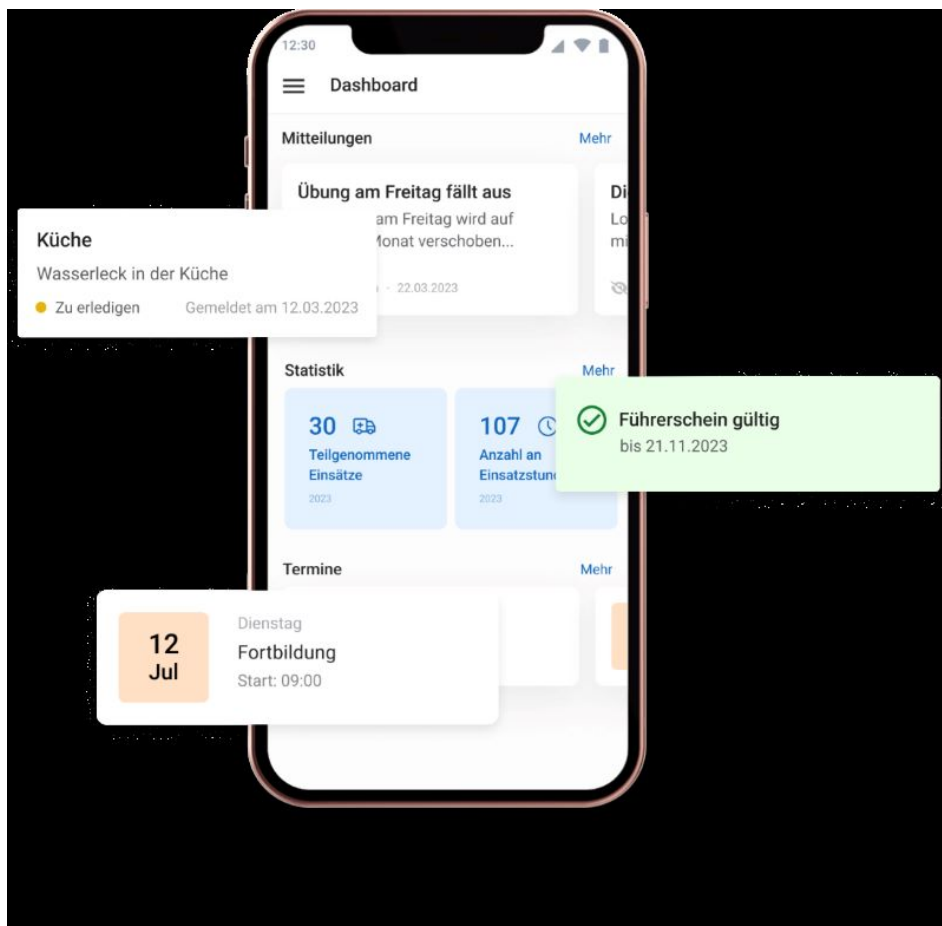 12:30
Dashboard
Mitteilungen
Mehr
Übung am Freitag fällt aus
am Freitag wird auf
Monat verschoben...
· 22.03.2023
Küche
Wasserleck in der Küche
Zu erledigen
Gemeldet am 12.03.2023
Statistik
Mehr
30
Teilgenommene
Einsätze
2023
107
Anzahl an
2023
Führerschein gültig
bis 21.11.2023
Termine
Mehr
12
Jul
Dienstag
Fortbildung
Start: 09:00